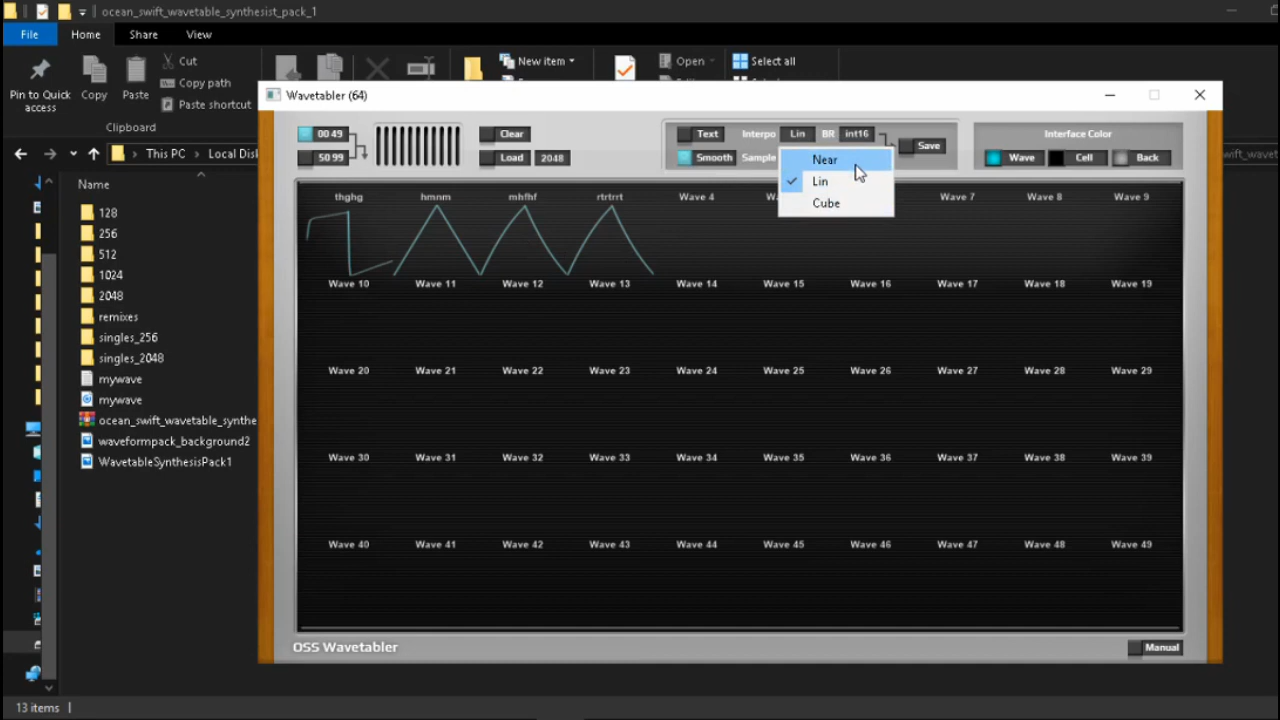 ocean_swift_wavetable_synthesist_pack_1
File Home Share View
Pin to Quick access
Copy
Paste
Cut
Copy path
Paste shortcut
Clipboard
New item
Open
Select all
This PC Local Disk
Name
128
256
512
1024
2048
remixes
singles_256
singles_2048
mywave
mywave
ocean_swift_wavetable_synthe
waveformpack_background2
WavetableSynthesisPack1
13 items
Wavetabler (64)
00 49
50 99
Clear
Load 2048
Text Interpo Lin BR int16
Smooth Sample
Save
Interface Color
Wave Cell Back
Near
Lin
Cube
thghg hmnm mhfhf rtrtrt Wave 4 Wave 7 Wave 8 Wave 9
Wave 10 Wave 11 Wave 12 Wave 13 Wave 14 Wave 15 Wave 16 Wave 17 Wave 18 Wave 19
Wave 20 Wave 21 Wave 22 Wave 23 Wave 24 Wave 25 Wave 26 Wave 27 Wave 28 Wave 29
Wave 30 Wave 31 Wave 32 Wave 33 Wave 34 Wave 35 Wave 36 Wave 37 Wave 38 Wave 39
Wave 40 Wave 41 Wave 42 Wave 43 Wave 44 Wave 45 Wave 46 Wave 47 Wave 48 Wave 49
OSS Wavetabler
Manual